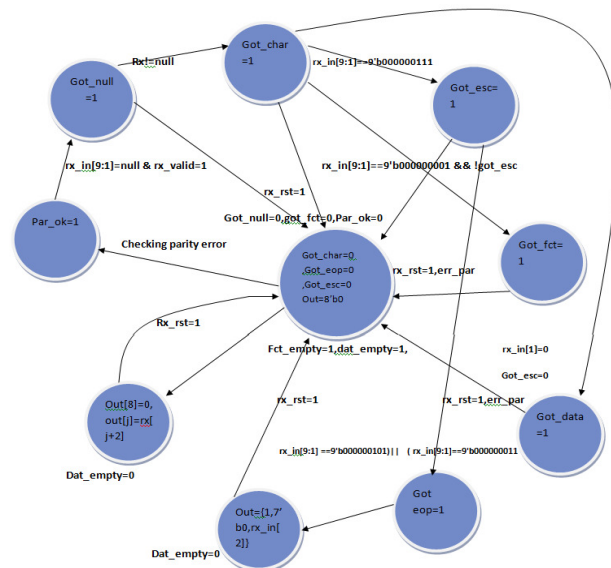 Got_char
=1
Rx!=null
rx_in[9:1]==9'b000000111
Got_null
=1
Got_esc=
1
rx_in[9:1]=null & rx_valid=1
rx_in[9:1]==9'b000000001 && !got_esc
rx_rst=1
Par_ok=1
Got_null=0,got_fct=0,Par_ok=0
Checking parity error
Got_char=0,
,Got_eop=0
,Got_esc=0
Out=8'b0
Got_fct=
1
rx_rst=1,err_par
Rx_rst=1
Fct_empty=1,dat_empty=1,
rx_in[1]=0
Got_esc=0
Out[8]=0,
out[j]=rx[
j+2]
rx_rst=1
rx_rst=1,err_par
Got_data
=1
Dat_empty=0
rx_in[9:1] ==9'b000000101)|| ( rx_in[9:1]==9'b000000011
Got
eop=1
Out={1,7'
b0,rx_in[
2]}
Dat_empty=0